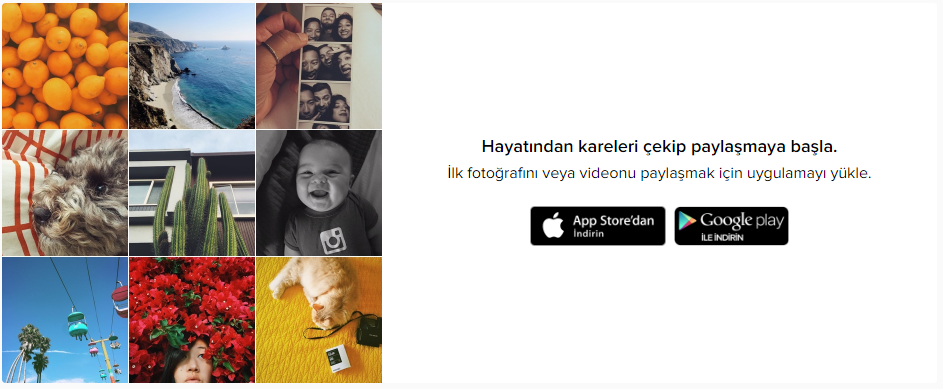 Hayatından kareleri çekip paylaşmaya başla.
İlk fotoğrafını veya videonu paylaşmak için uygulamayı yükle.
App Store'dan
İndirin
Google play
İLE İNDİRİN